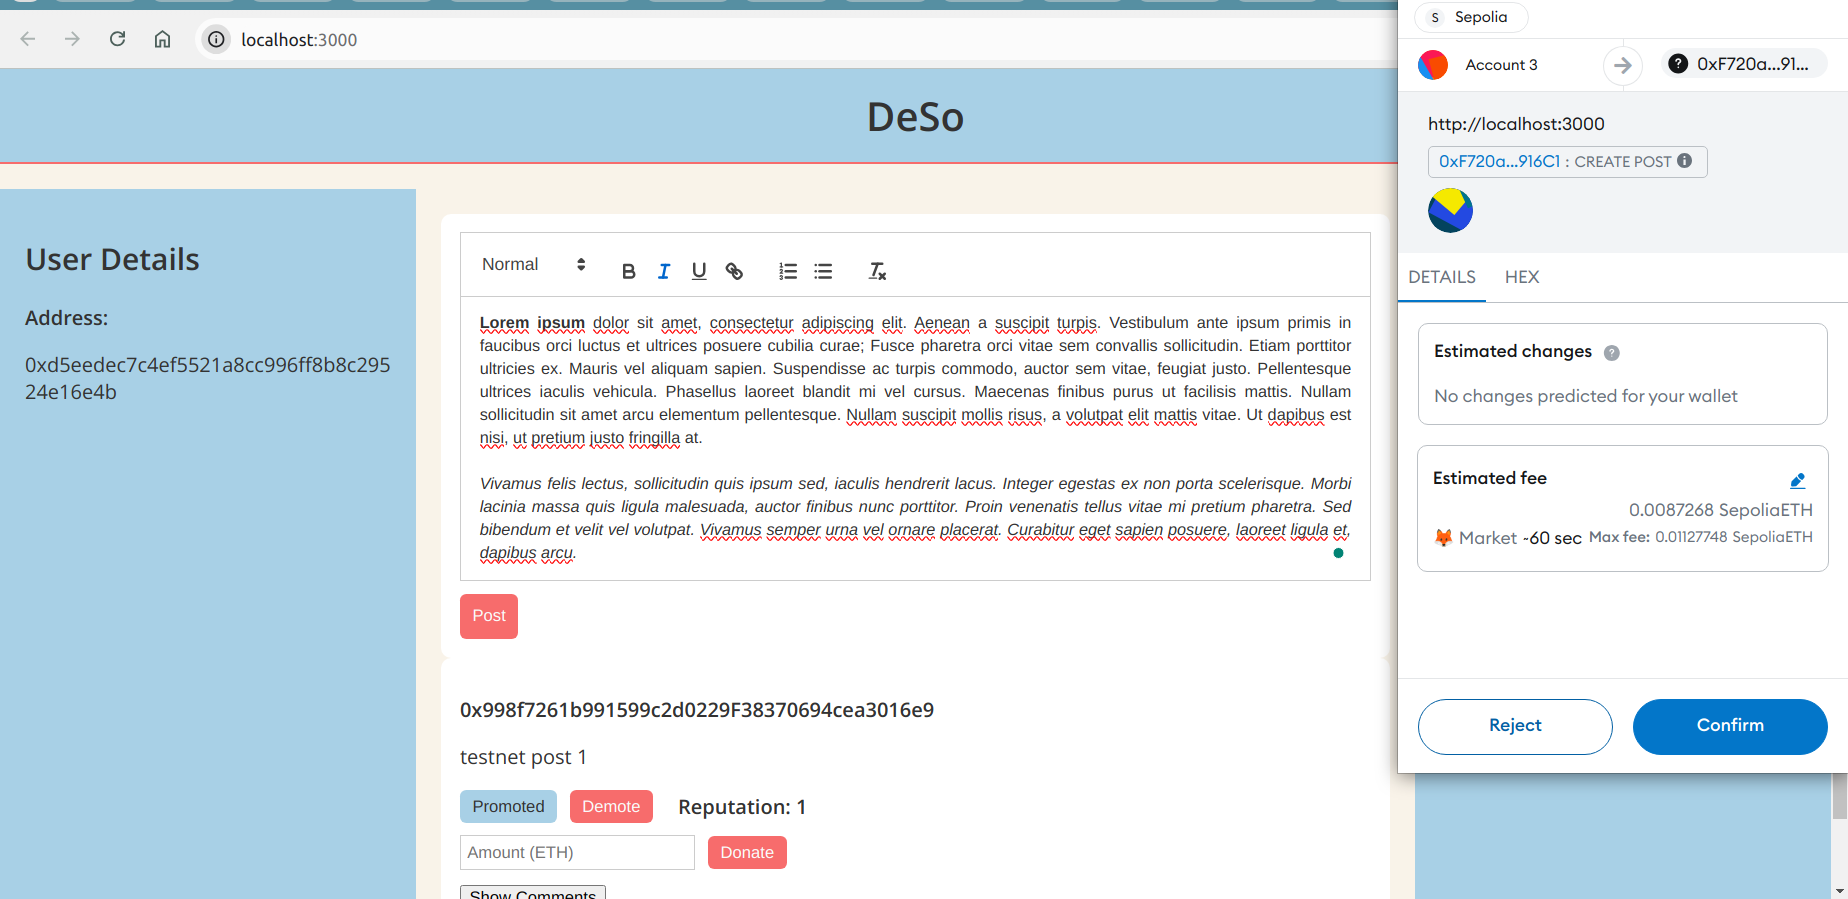 localhost:3000
DeSo
User Details
Address:
0xd5eedec7c4ef5521a8cc996ff8b8c295
24e16e4b
Normal
B I U
Lorem ipsum dolor sit amet, consectetur adipiscing elit. Aenean a suscipit turpis. Vestibulum ante ipsum primis in
faucibus orci luctus et ultrices posuere cubilia curae; Fusce pharetra orci vitae sem convallis sollicitudin. Etiam porttitor
ultricies ex. Mauris vel aliquam sapien. Suspendisse ac turpis commodo, auctor sem vitae, feugiat justo. Pellentesque
ultrices iaculis vehicula. Phasellus laoreet blandit mi vel cursus. Maecenas finibus purus ut facilisis mattis. Nullam
sollicitudin sit amet arcu elementum pellentesque. Nullam suscipit mollis risus, a volutpat elit mattis vitae. Ut dapibus est
nisi, ut pretium justo fringilla at.
Vivamus felis lectus, sollicitudin quis ipsum sed, iaculis hendrerit lacus. Integer egestas ex non porta scelerisque. Morbi
lacinia massa quis ligula malesuada, auctor finibus nunc porttitor. Proin venenatis tellus vitae mi pretium pharetra. Sed
bibendum et velit vel volutpat. Vivamus semper urna vel ornare placerat. Curabitur eget sapien posuere, laoreet ligula et,
dapibus arcu.
Post
0x998f7261b991599c2d0229F38370694cea3016e9
testnet post 1
Promoted Demote Reputation: 1
Amount (ETH) Donate
Show Comments
S Sepolia
Account 3 0xF720a...91...
http://localhost:3000
0xF720a...916C1 : CREATE POST
DETAILS HEX
Estimated changes
No changes predicted for your wallet
Estimated fee
0.0087268 SepoliaETH
Market ~60 sec Max fee: 0.01127748 SepoliaETH
Reject Confirm